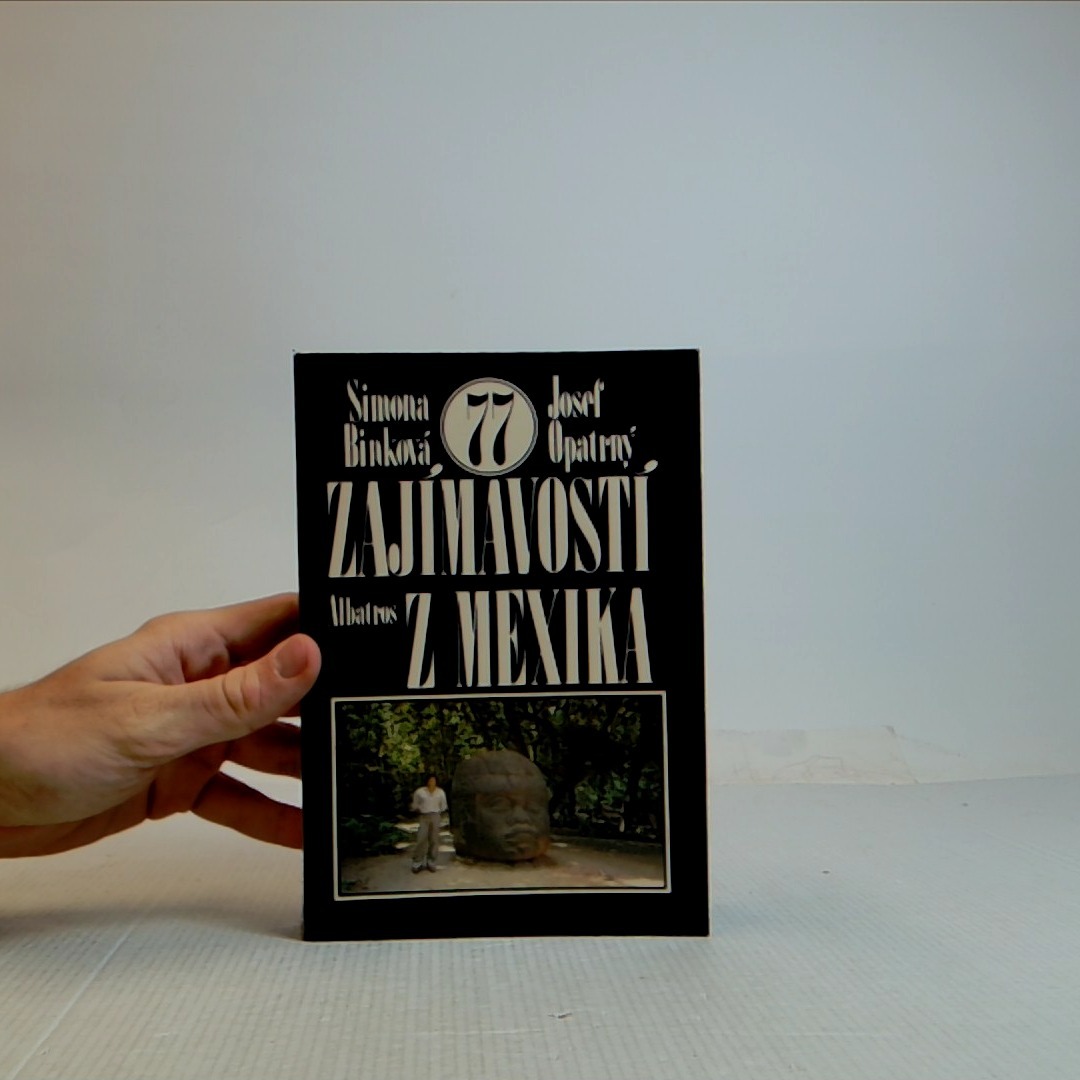 Simona
Binková
77
Josef
Opatrný
ZAJÍMAVOSTÍ
Albatros
Z MEXIKA